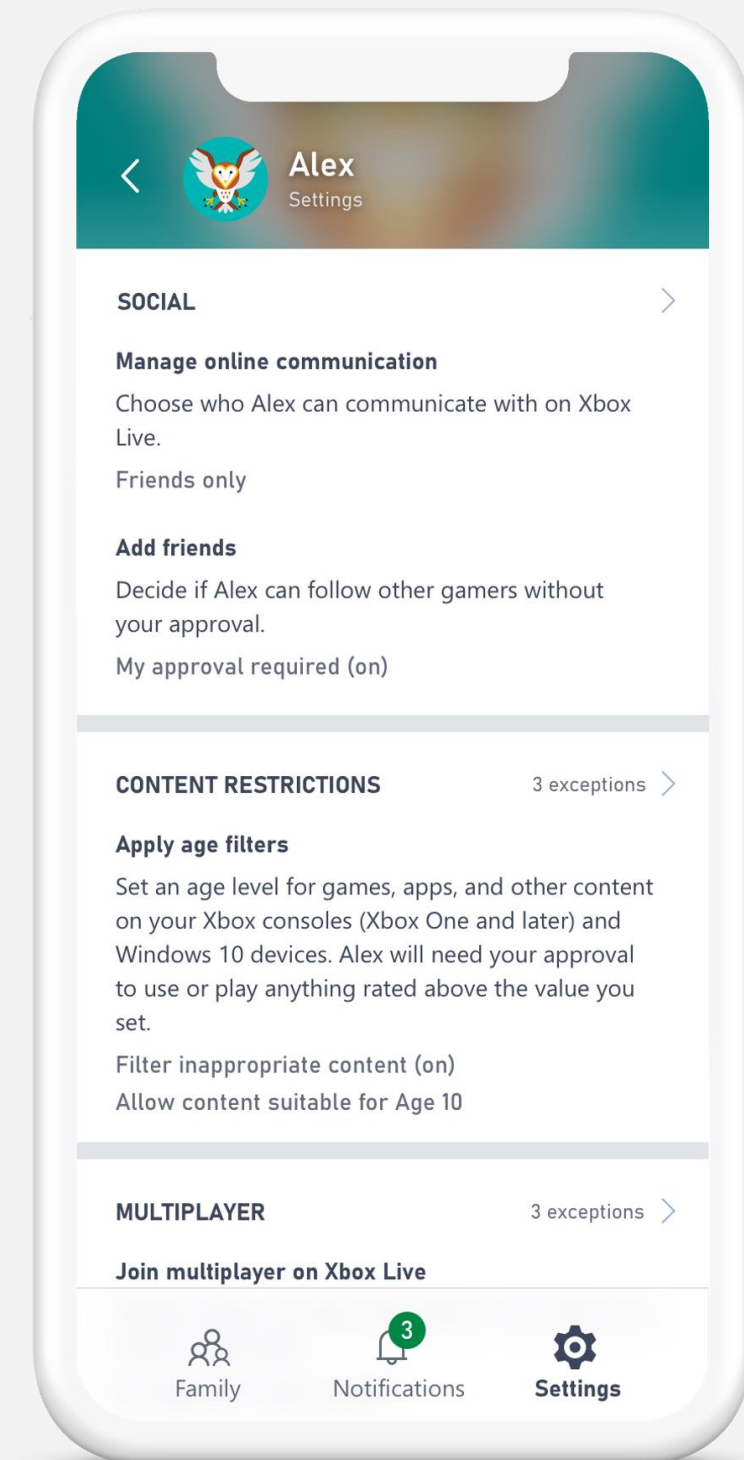 Alex
Settings
SOCIAL
Manage online communication
Choose who Alex can communicate with on Xbox
Live.
Friends only
Add friends
Decide if Alex can follow other gamers without
your approval.
My approval required (on)
CONTENT RESTRICTIONS
3 exceptions
Apply age filters
Set an age level for games, apps, and other content
on your Xbox consoles (Xbox One and later) and
Windows 10 devices. Alex will need your approval
to use or play anything rated above the value you
set.
Filter inappropriate content (on)
Allow content suitable for Age 10
MULTIPLAYER
3 exceptions
Join multiplayer on Xbox Live
3
Family
Notifications
Settings